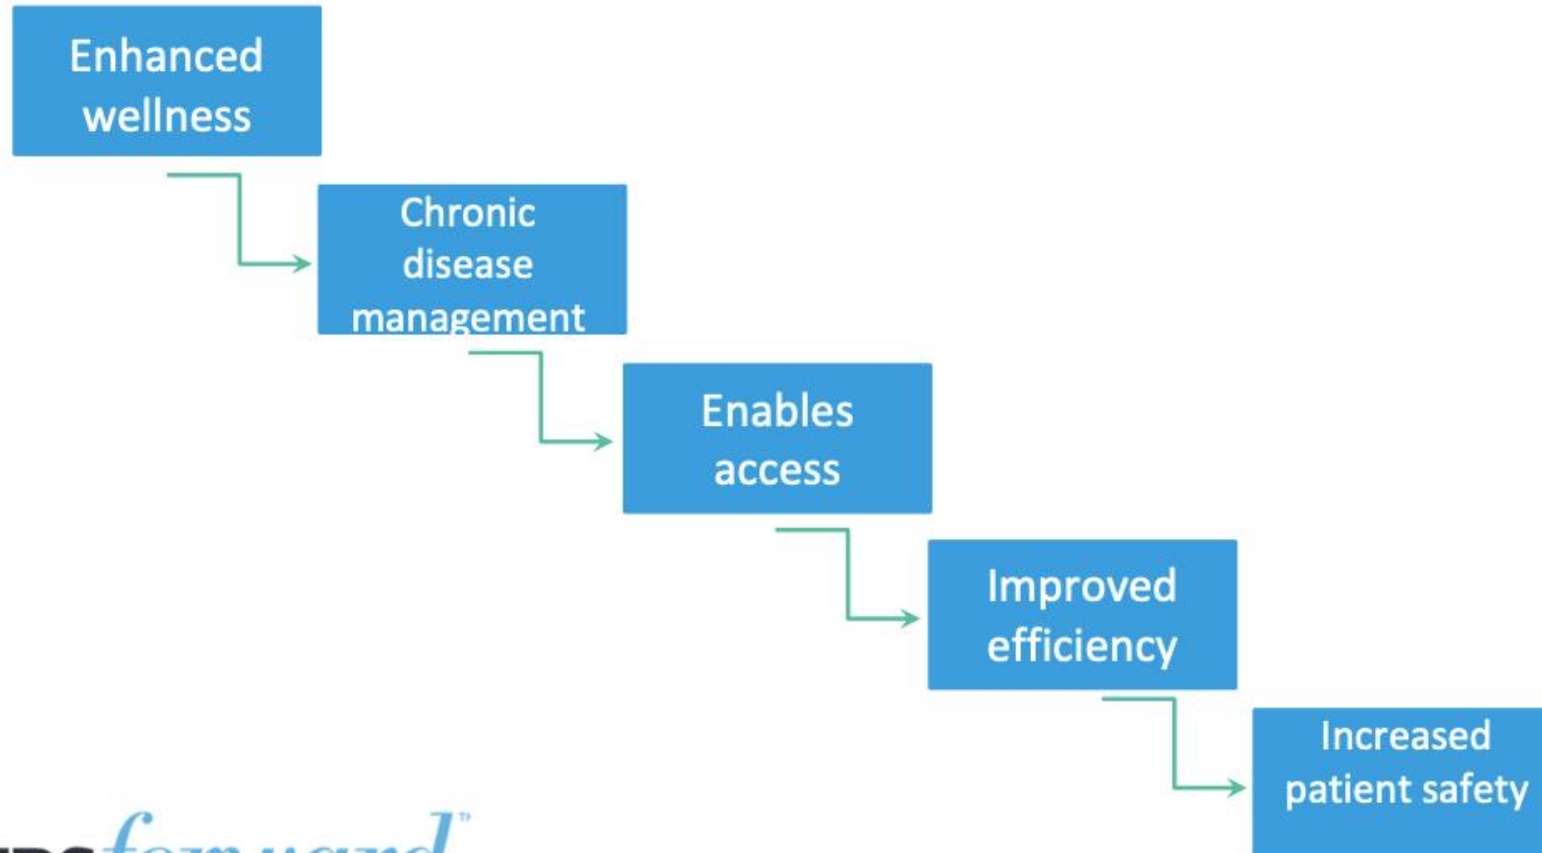 Enhanced
wellness
Chronic
disease
management
Enables
access
Improved
efficiency
Increased
patient safety